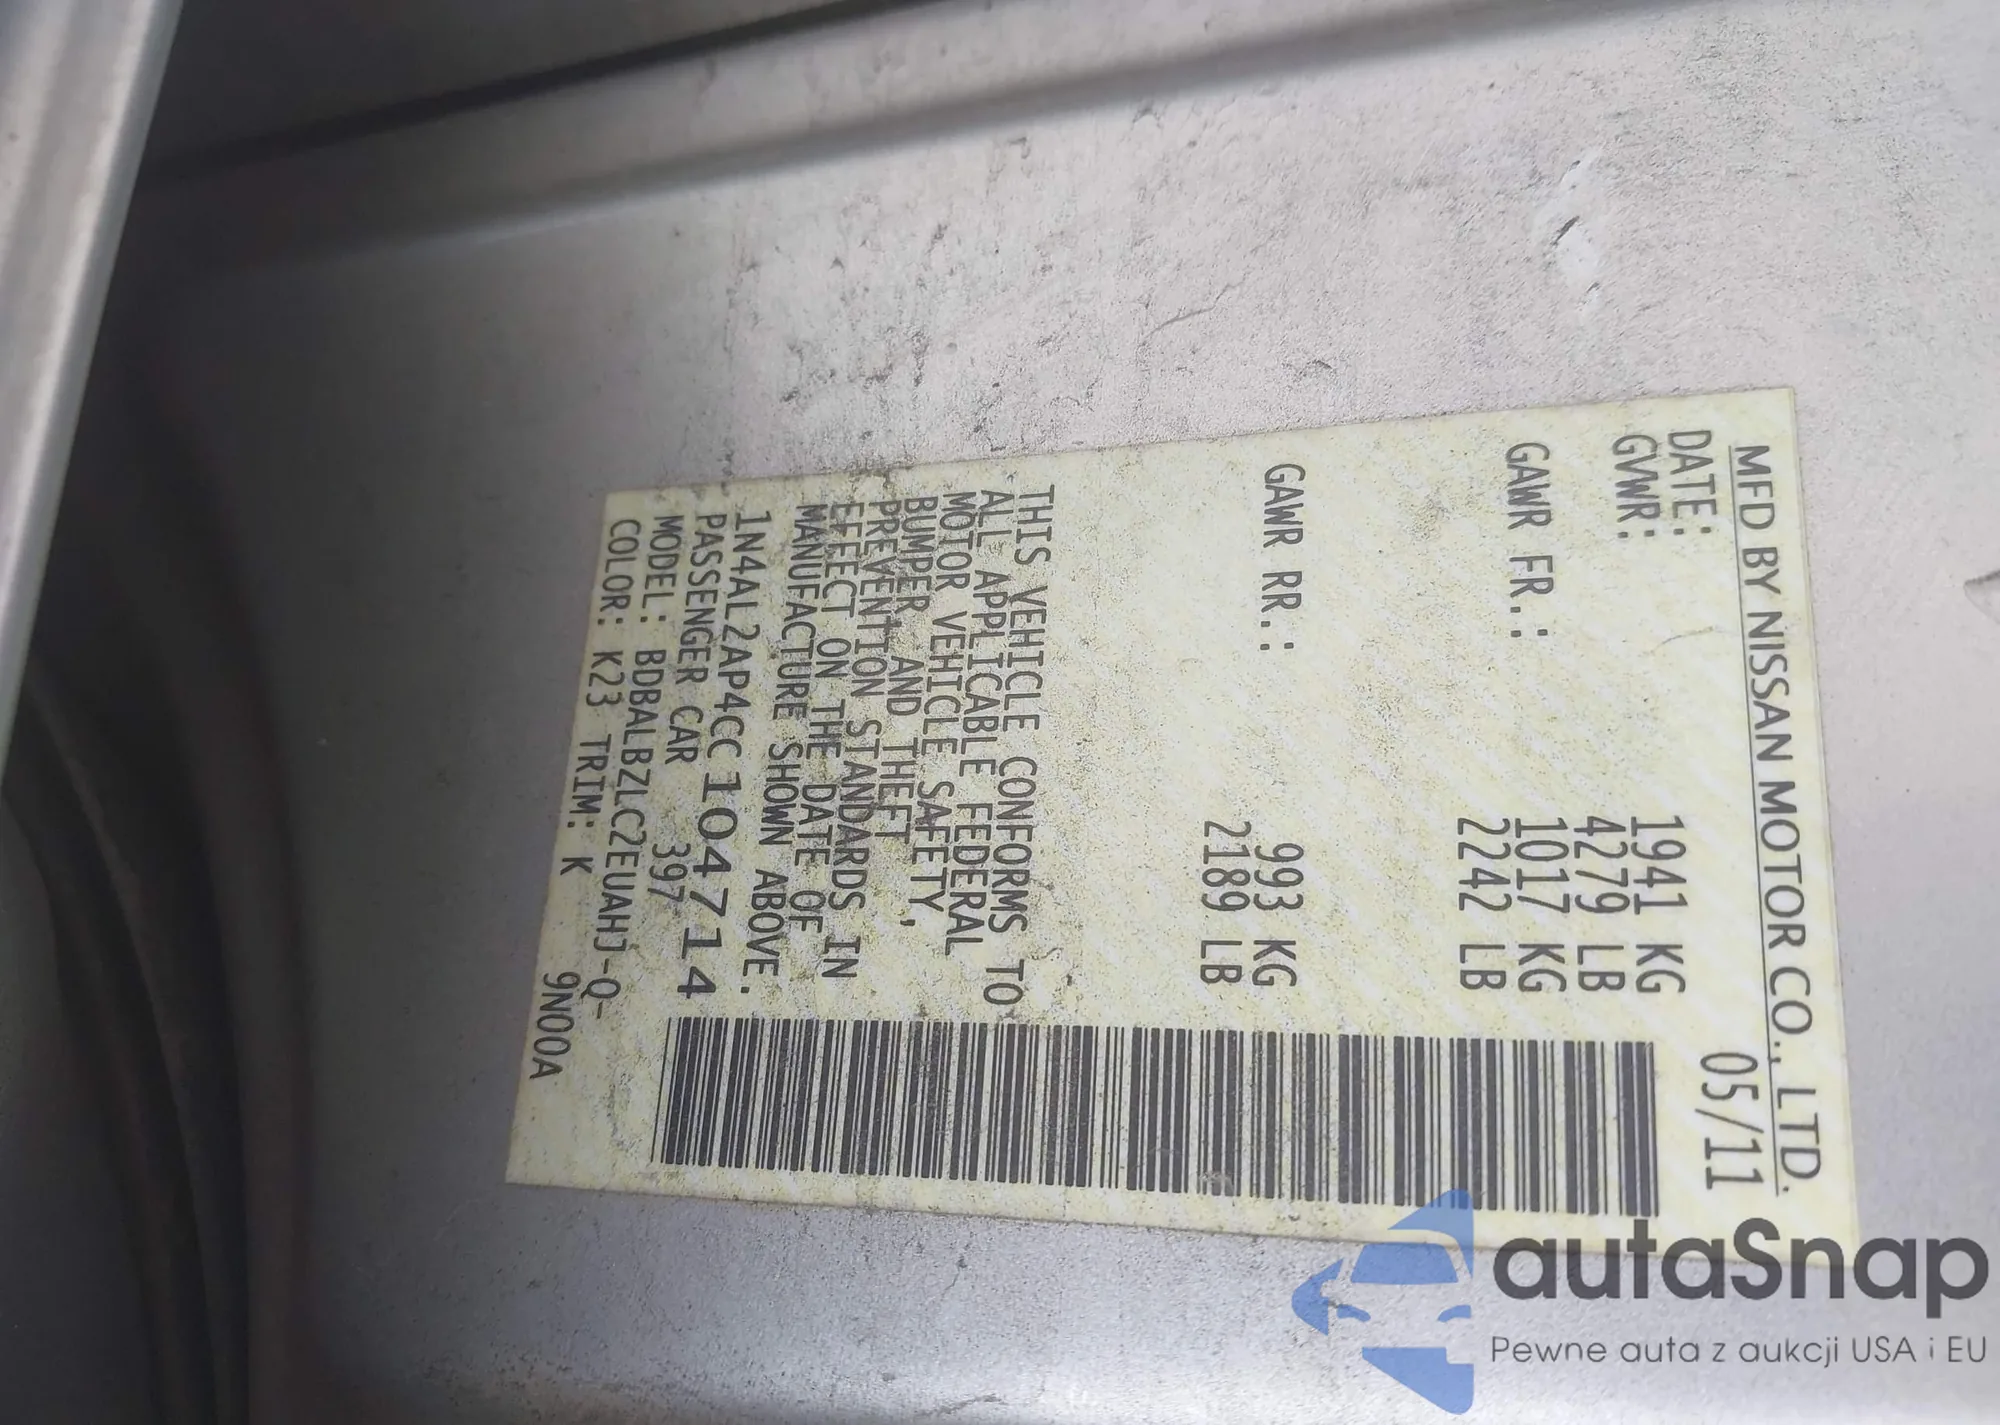 MFD BY NISSAN MOTOR CO., LTD.
DATE: 05/11
GVWR: 1941 KG
4279 LB
GAWR FR.: 1017 KG
2242 LB
GAWR RR.: 993 KG
2189 LB
THIS VEHICLE CONFORMS TO
ALL APPLICABLE FEDERAL
MOTOR VEHICLE SAFETY,
BUMPER, AND THEFT
PREVENTION STANDARDS IN
EFFECT ON THE DATE OF
MANUFACTURE SHOWN ABOVE.
1N4AL2AP4CC104714
PASSENGER CAR 397
MODEL: BDBALBZLC2EUAHJ-Q-
COLOR: K23 TRIM: K
9N00A
autaSnap
Pewne auta z aukcji USA i EU